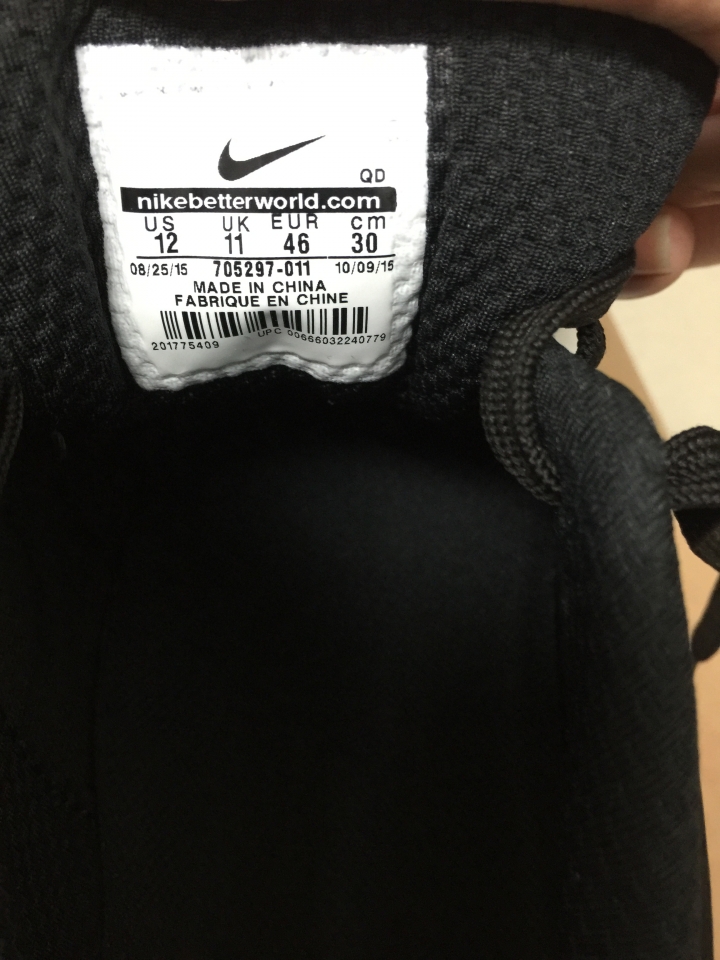 QD
nikebetterworld.com
US UK EUR cm
12 11 46 30
08/25/15 705297-011 10/09/15
MADE IN CHINA
FABRIQUE EN CHINE
201775409 UPC 00666032240779